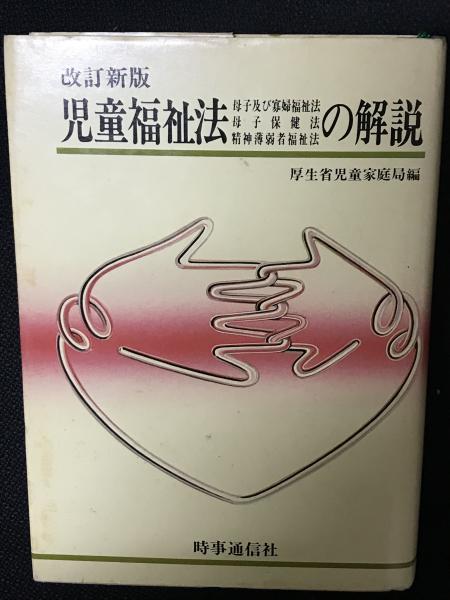 改訂新版
児童福祉法 母子及び寡婦福祉法 母子保健法 精神薄弱者福祉法 の解説
厚生省児童家庭局編
時事通信社